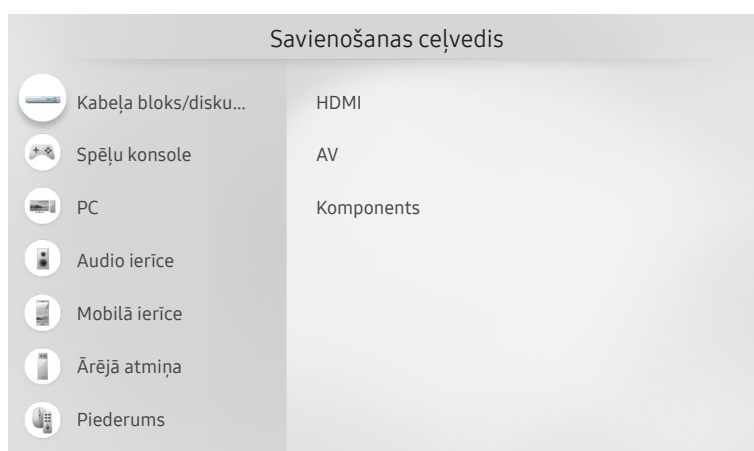 Savienošanas ceļvedis
Kabeļa bloks/disku...
HDMI
Spēļu konsole
AV
PC
Komponents
Audio ierīce
Mobilā ierīce
Ārējā atmiņa
Piederums